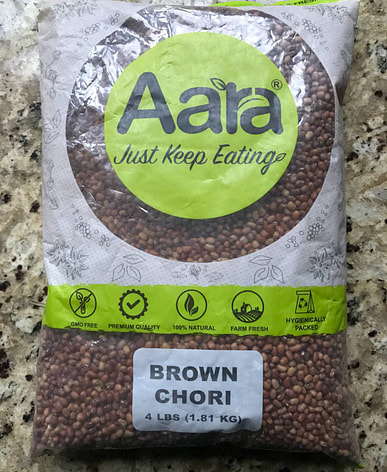 FRESH
Aara®
Just Keep Eating
GMO FREE
PREMIUM QUALITY
100% NATURAL
FARM FRESH
HYGIENICALLY
PACKED
BROWN
CHORI
4 LBS (1.81 KG)